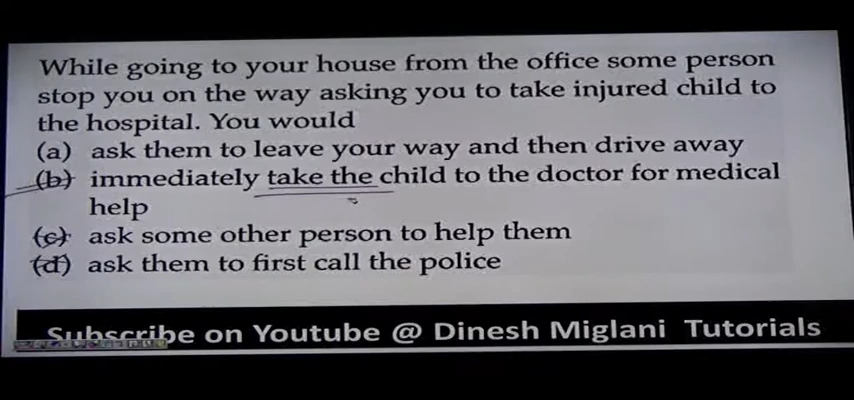 While going to your house from the office some person
stop you on the way asking you to take injured child to
the hospital. You would
(a) ask them to leave your way and then drive away
(b) immediately take the child to the doctor for medical
help
(c) ask some other person to help them
(d) ask them to first call the police
Subscribe on Youtube @ Dinesh Miglani Tutorials